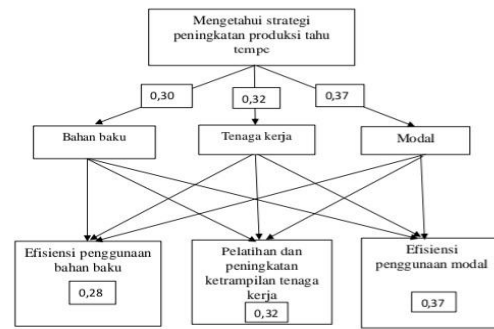 Mengetahui strategi
peningkatan produksi tahu
tempe
0,30
0,32
0,37
Bahan baku
Tenaga kerja
Modal
Efisiensi penggunaan
bahan baku
0,28
Pelatihan dan
peningkatan
ketrampilan tenaga
kerja
0,32
Efisiensi
penggunaan modal
0,37